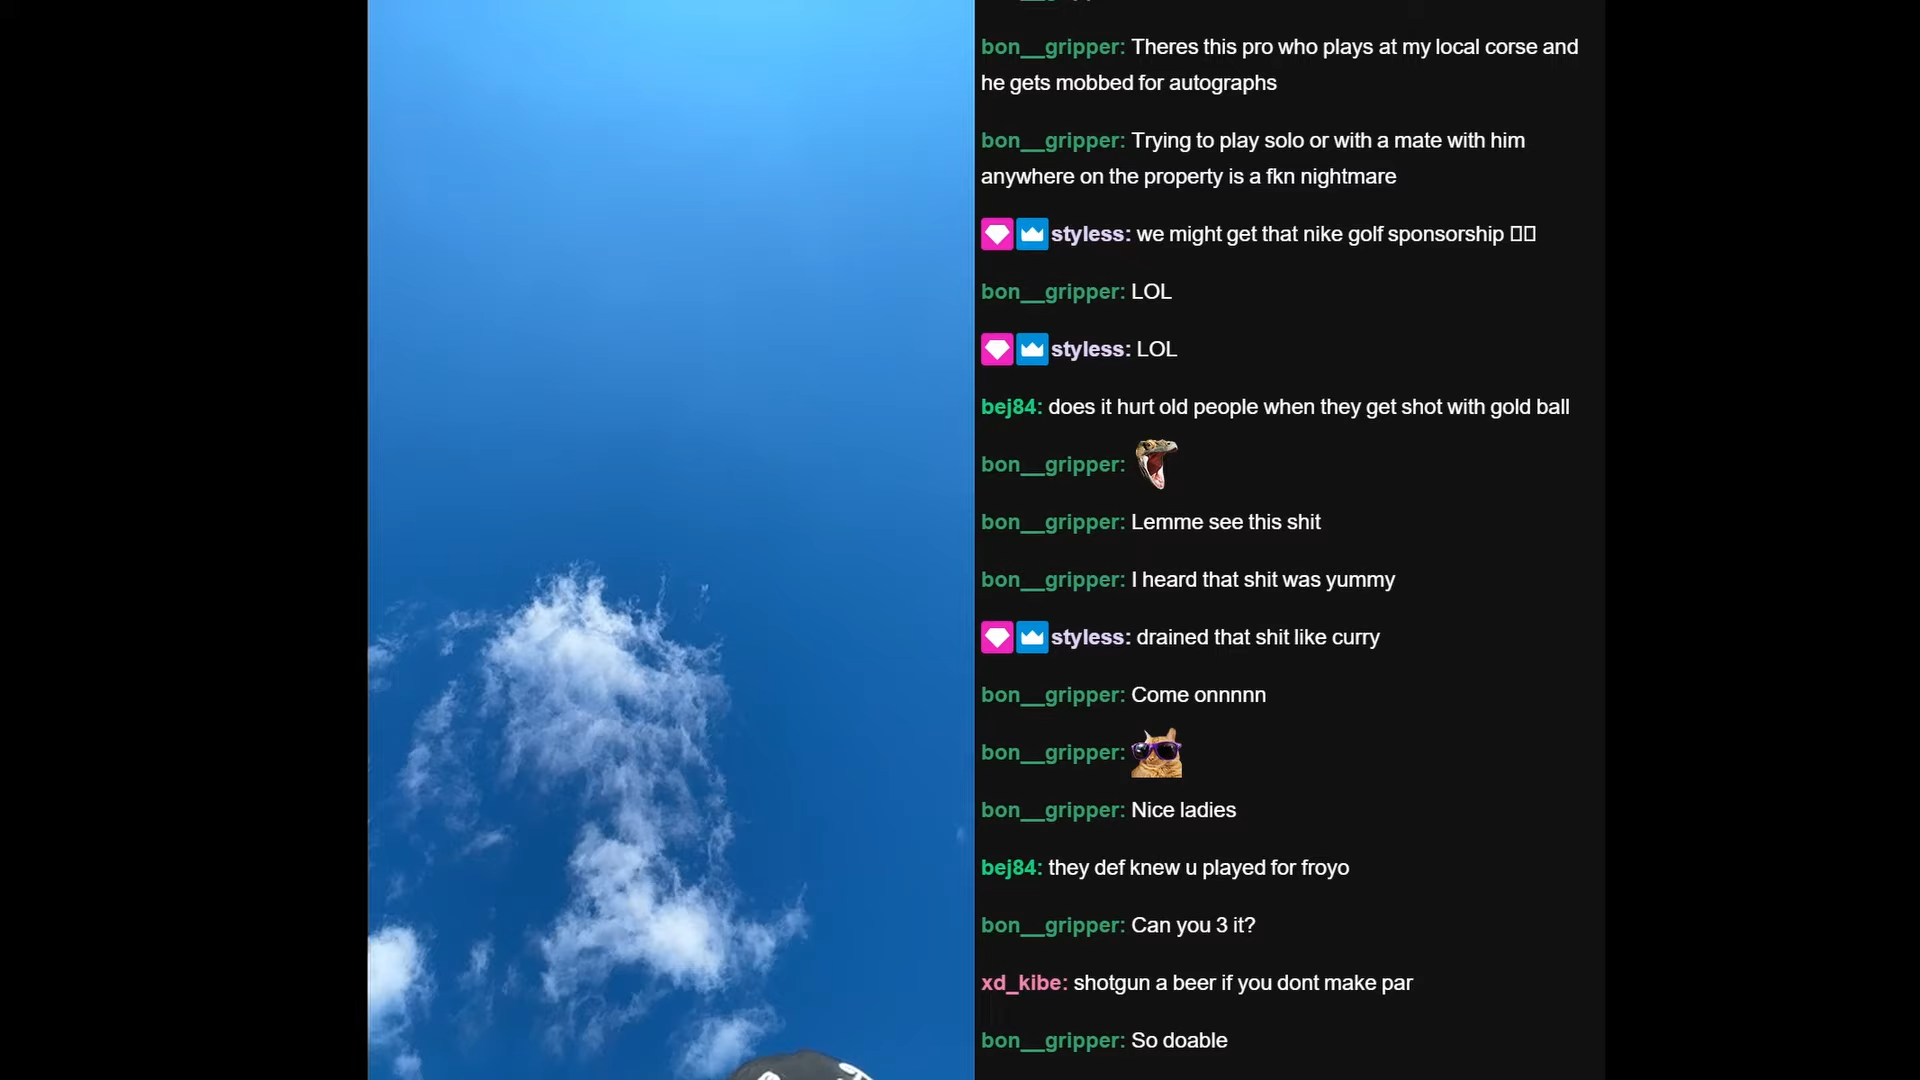 bon__gripper: Theres this pro who plays at my local corse and
he gets mobbed for autographs
bon__gripper: Trying to play solo or with a mate with him
anywhere on the property is a fkn nightmare
styless: we might get that nike golf sponsorship
bon__gripper: LOL
styless: LOL
bej84: does it hurt old people when they get shot with gold ball
bon__gripper:
bon__gripper: Lemme see this shit
bon__gripper: I heard that shit was yummy
styless: drained that shit like curry
bon__gripper: Come onnnnn
bon__gripper:
bon__gripper: Nice ladies
bej84: they def knew u played for froyo
bon__gripper: Can you 3 it?
xd_kibe: shotgun a beer if you dont make par
bon__gripper: So doable